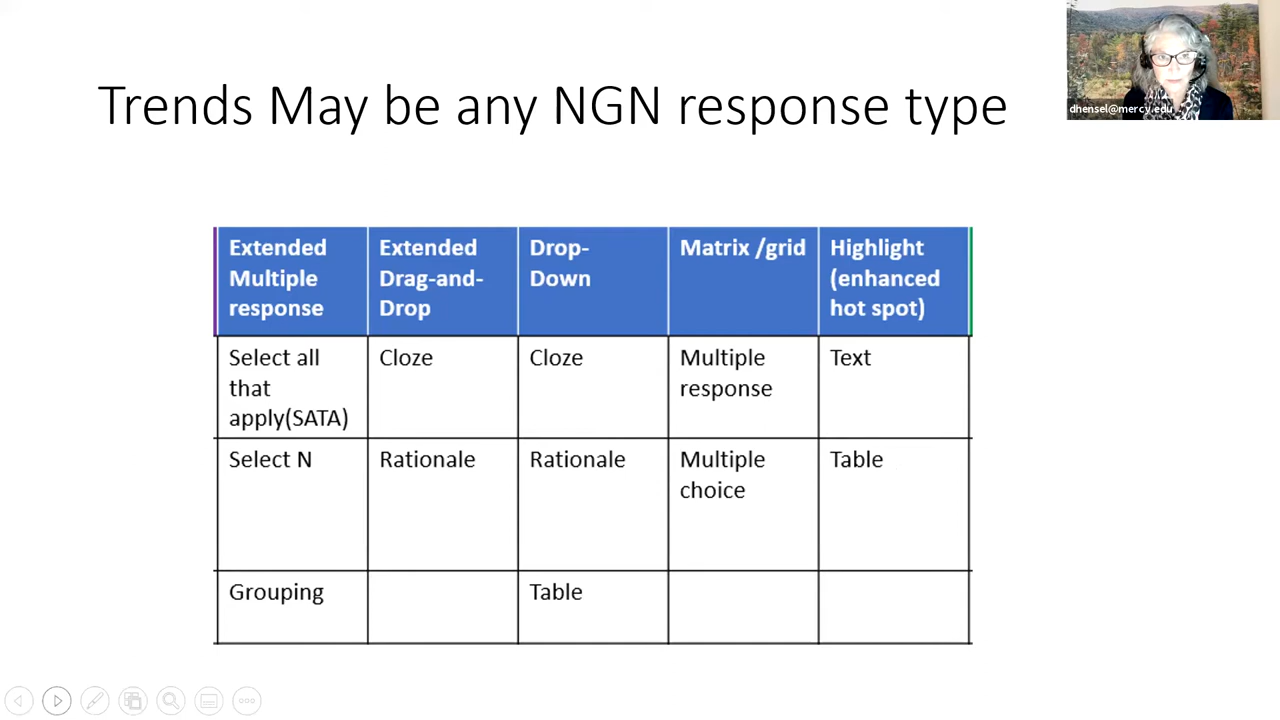 Trends May be any NGN response type
dhensel@mercy.edu
Extended
Multiple
response
Extended
Drag-and-
Drop
Drop-
Down
Matrix /grid
Highlight
(enhanced
hot spot)
Select all
that
apply(SATA)
Cloze
Cloze
Multiple
response
Text
Select N
Rationale
Rationale
Multiple
choice
Table
Grouping
Table